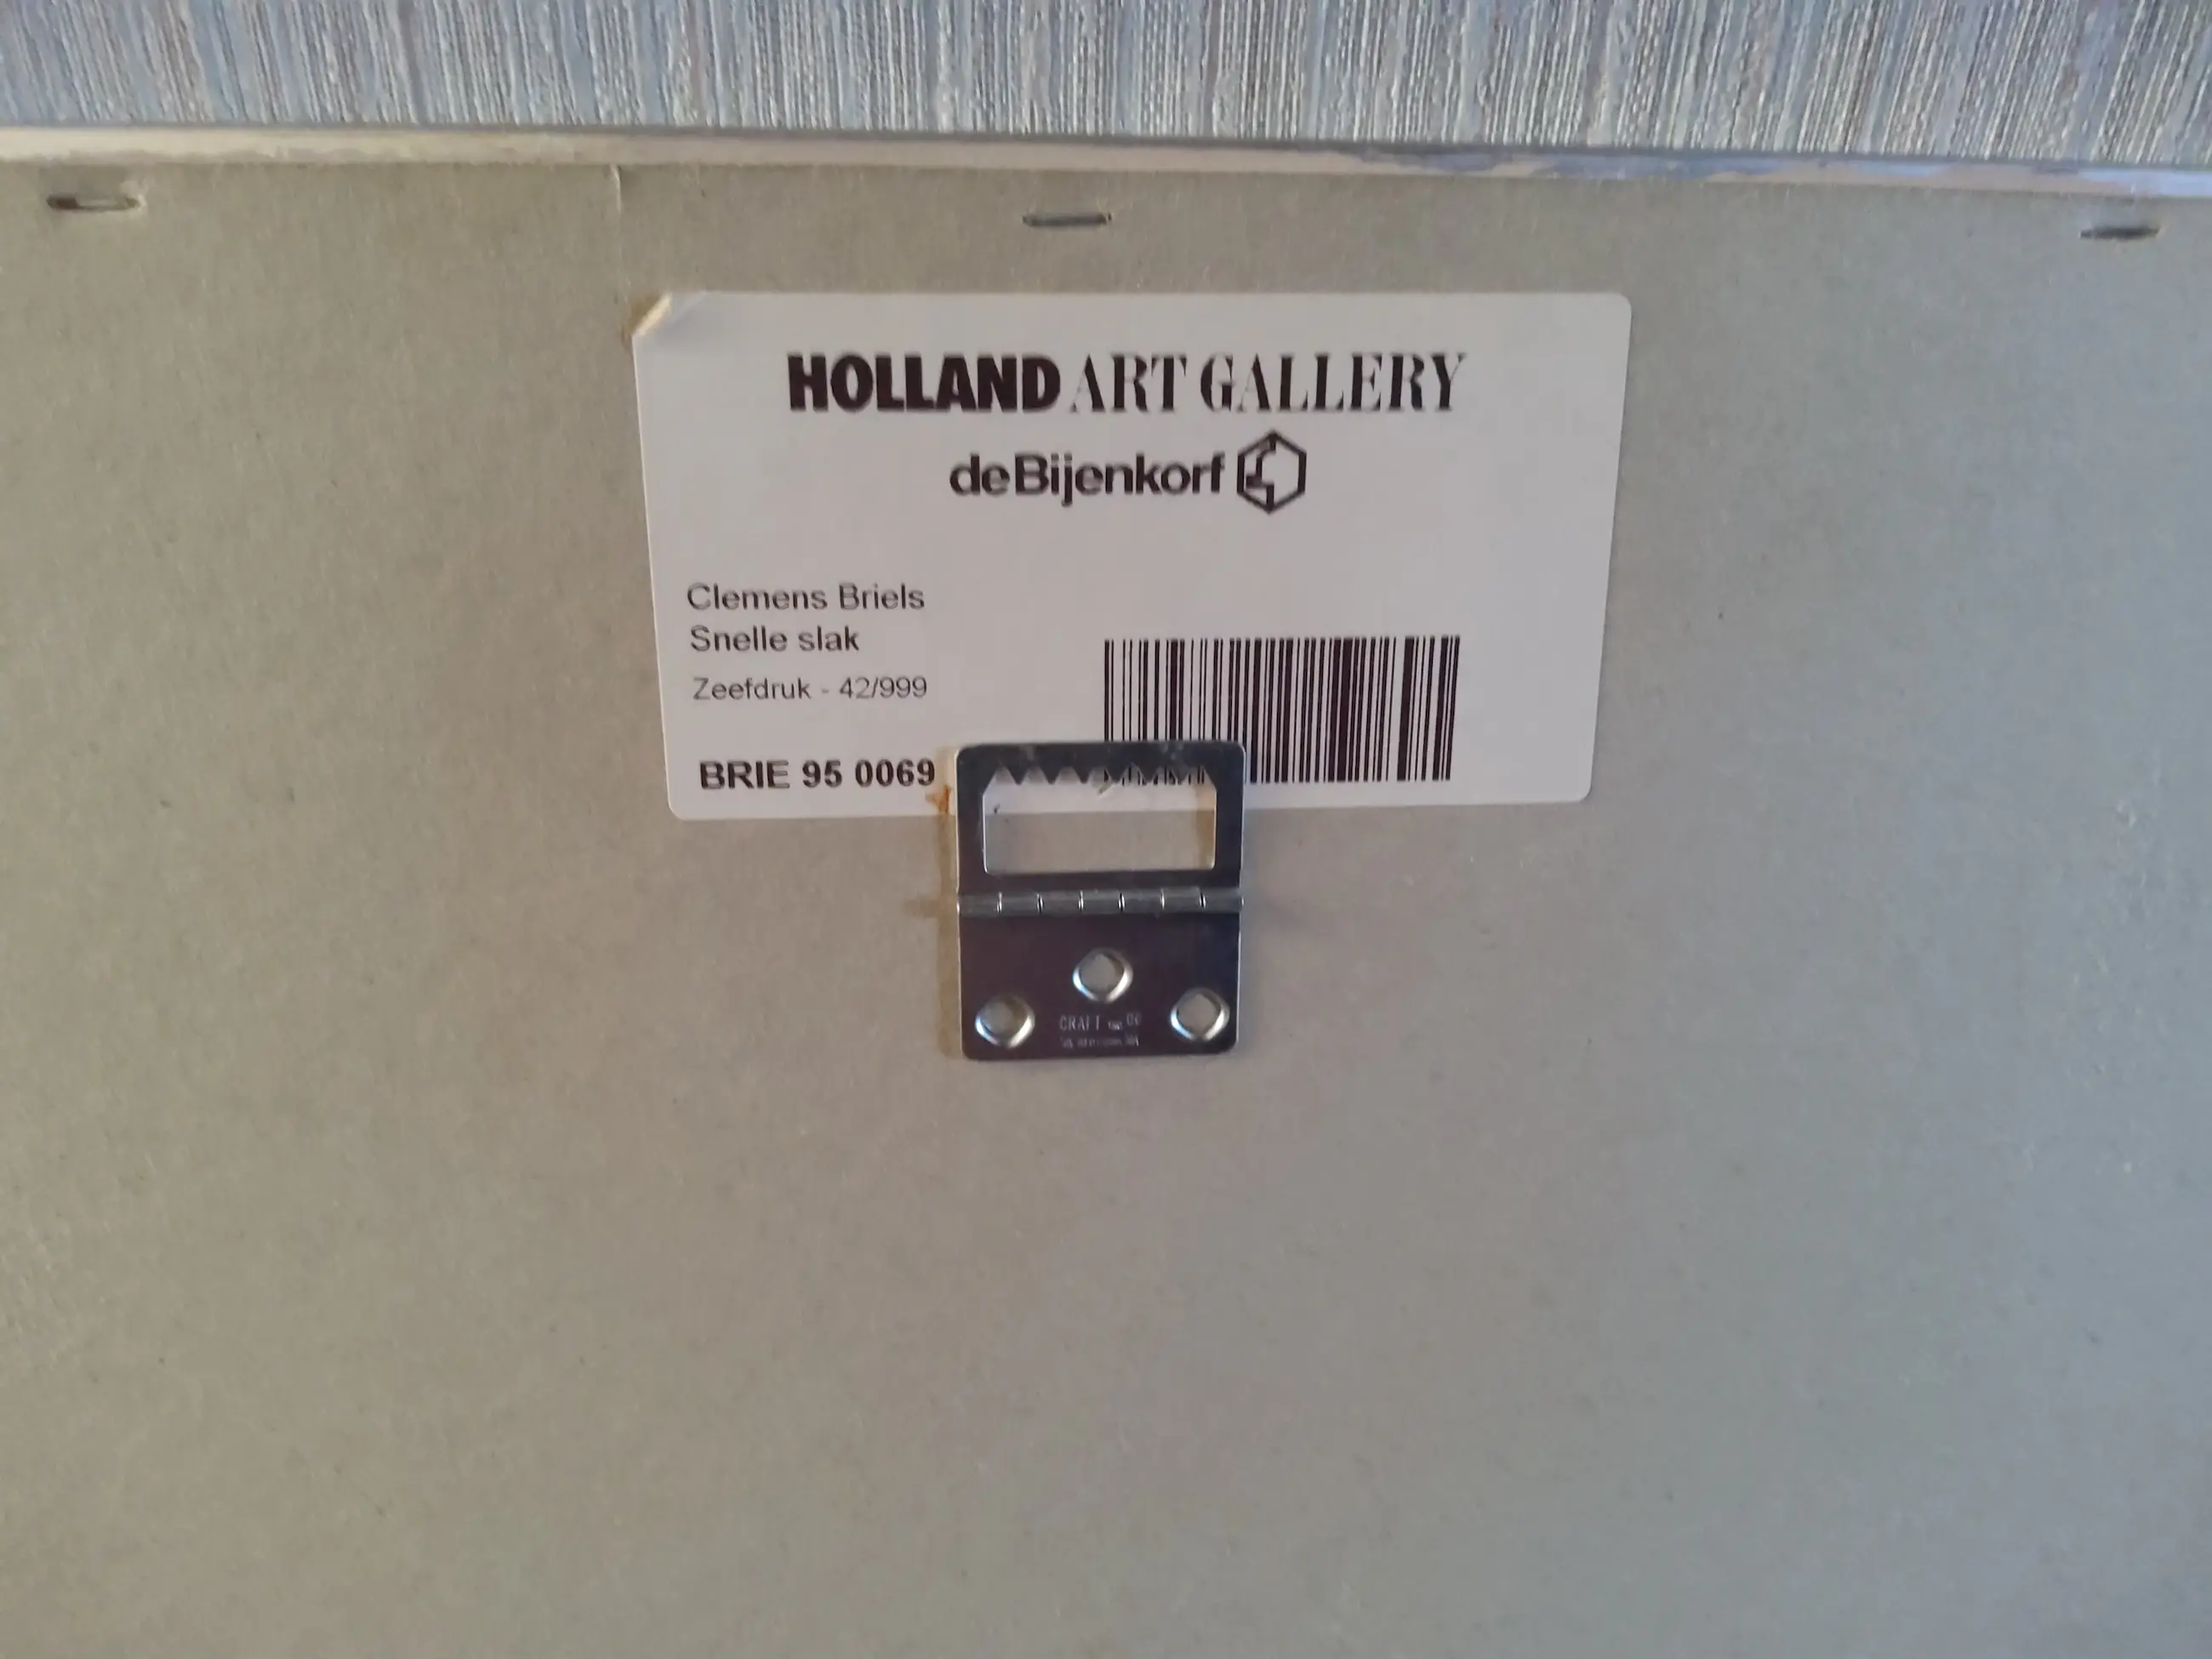 HOLLAND ART GALLERY
deBijenkorf
Clemens Briels
Snelle slak
Zeefdruk - 42/999
BRIE 95 0069
CRAFT